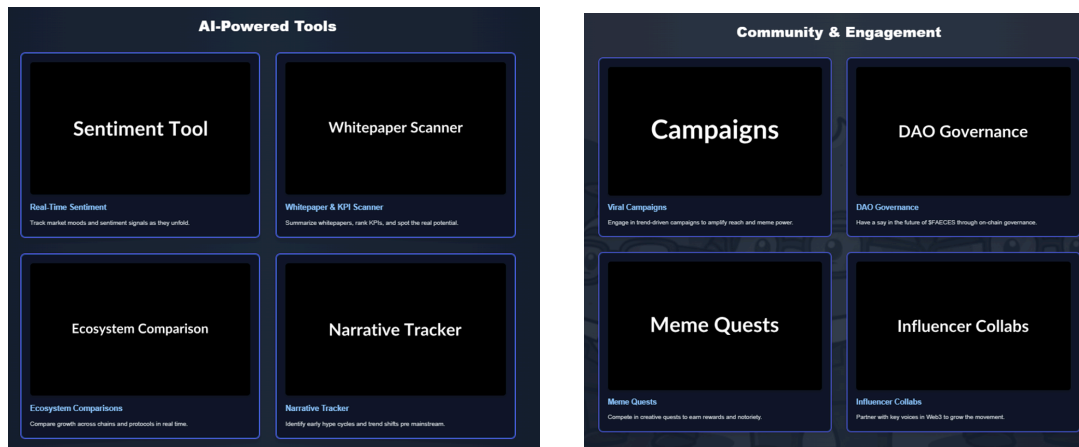 AI-Powered Tools
Sentiment Tool
Real-Time Sentiment
Track market moods and sentiment signals as they unfold.
Whitepaper Scanner
Whitepaper & KPI Scanner
Summarize whitepapers, rank KPIs, and spot the real potential.
Ecosystem Comparison
Ecosystem Comparisons
Compare growth across chains and protocols in real time.
Narrative Tracker
Narrative Tracker
Identify early hype cycles and trend shifts pre mainstream.
Community & Engagement
Campaigns
Viral Campaigns
Engage in trend-driven campaigns to amplify reach and meme power.
DAO Governance
DAO Governance
Have a say in the future of $FAECES through on-chain governance.
Meme Quests
Meme Quests
Compete in creative quests to earn rewards and notoriety.
Influencer Collabs
Influencer Collabs
Partner with key voices in Web3 to grow the movement.